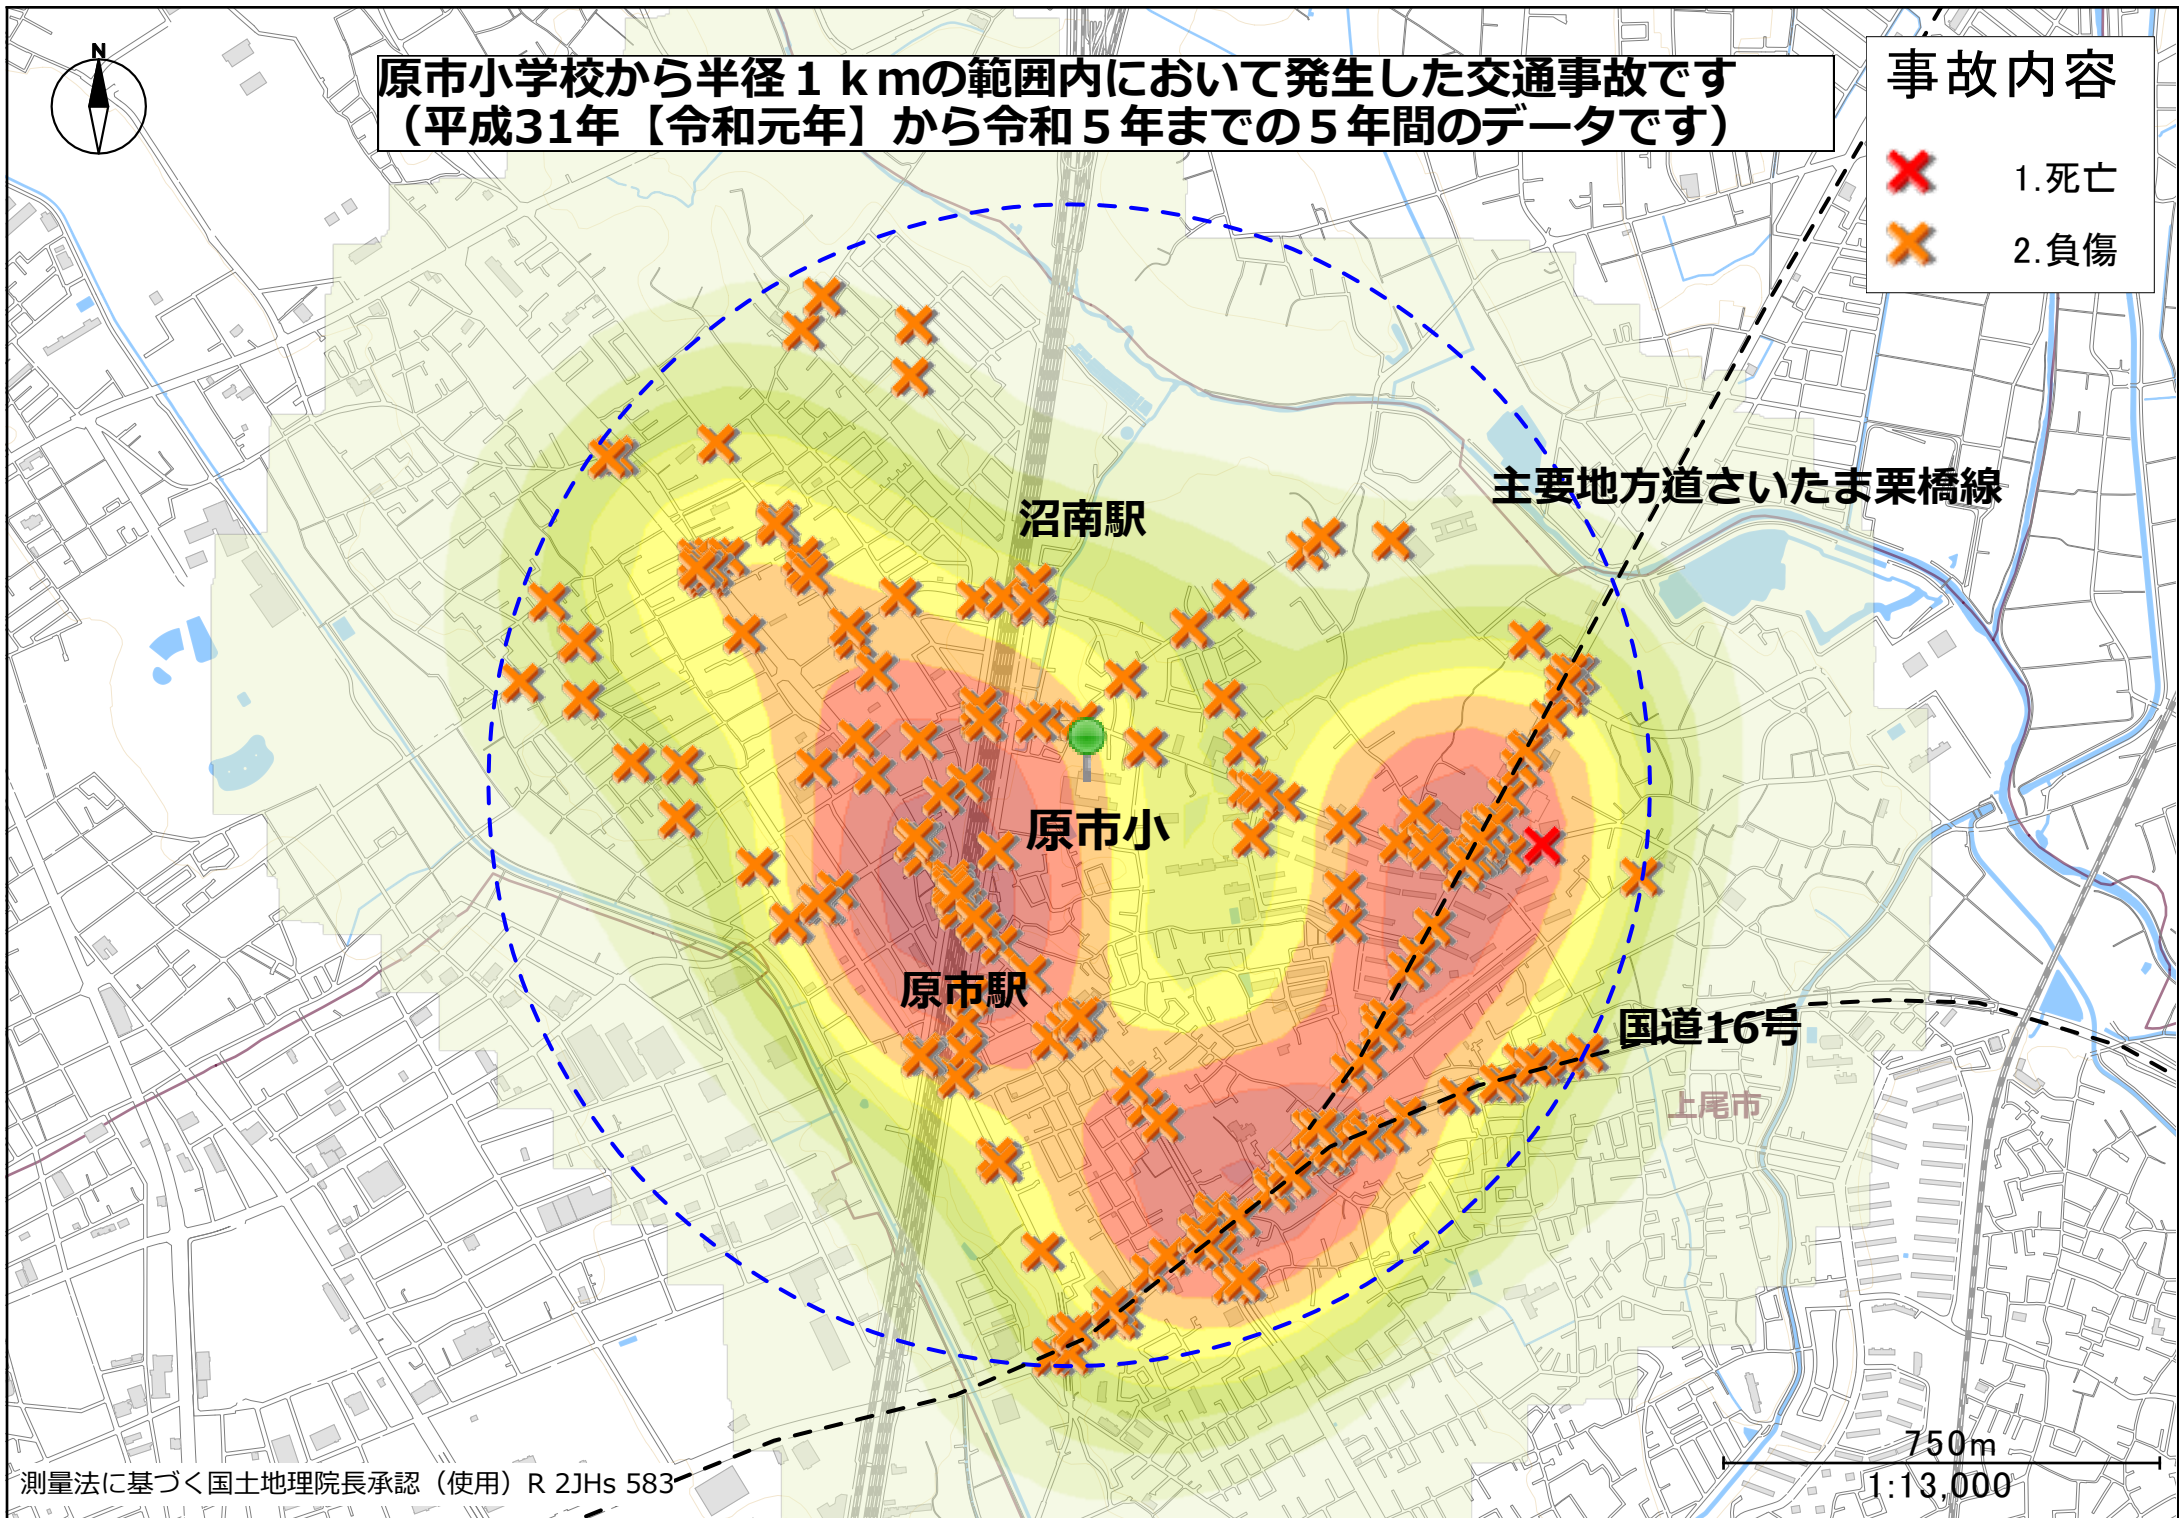 N
原市小学校から半径１ｋｍの範囲内において発生した交通事故です
（平成31年【令和元年】から令和５年までの５年間のデータです）
事故内容
1.死亡
2.負傷
主要地方道さいたま栗橋線
沼南駅
原市小
原市駅
国道16号
上尾市
750m
1:13,000
測量法に基づく国土地理院長承認（使用）R 2JHs 583